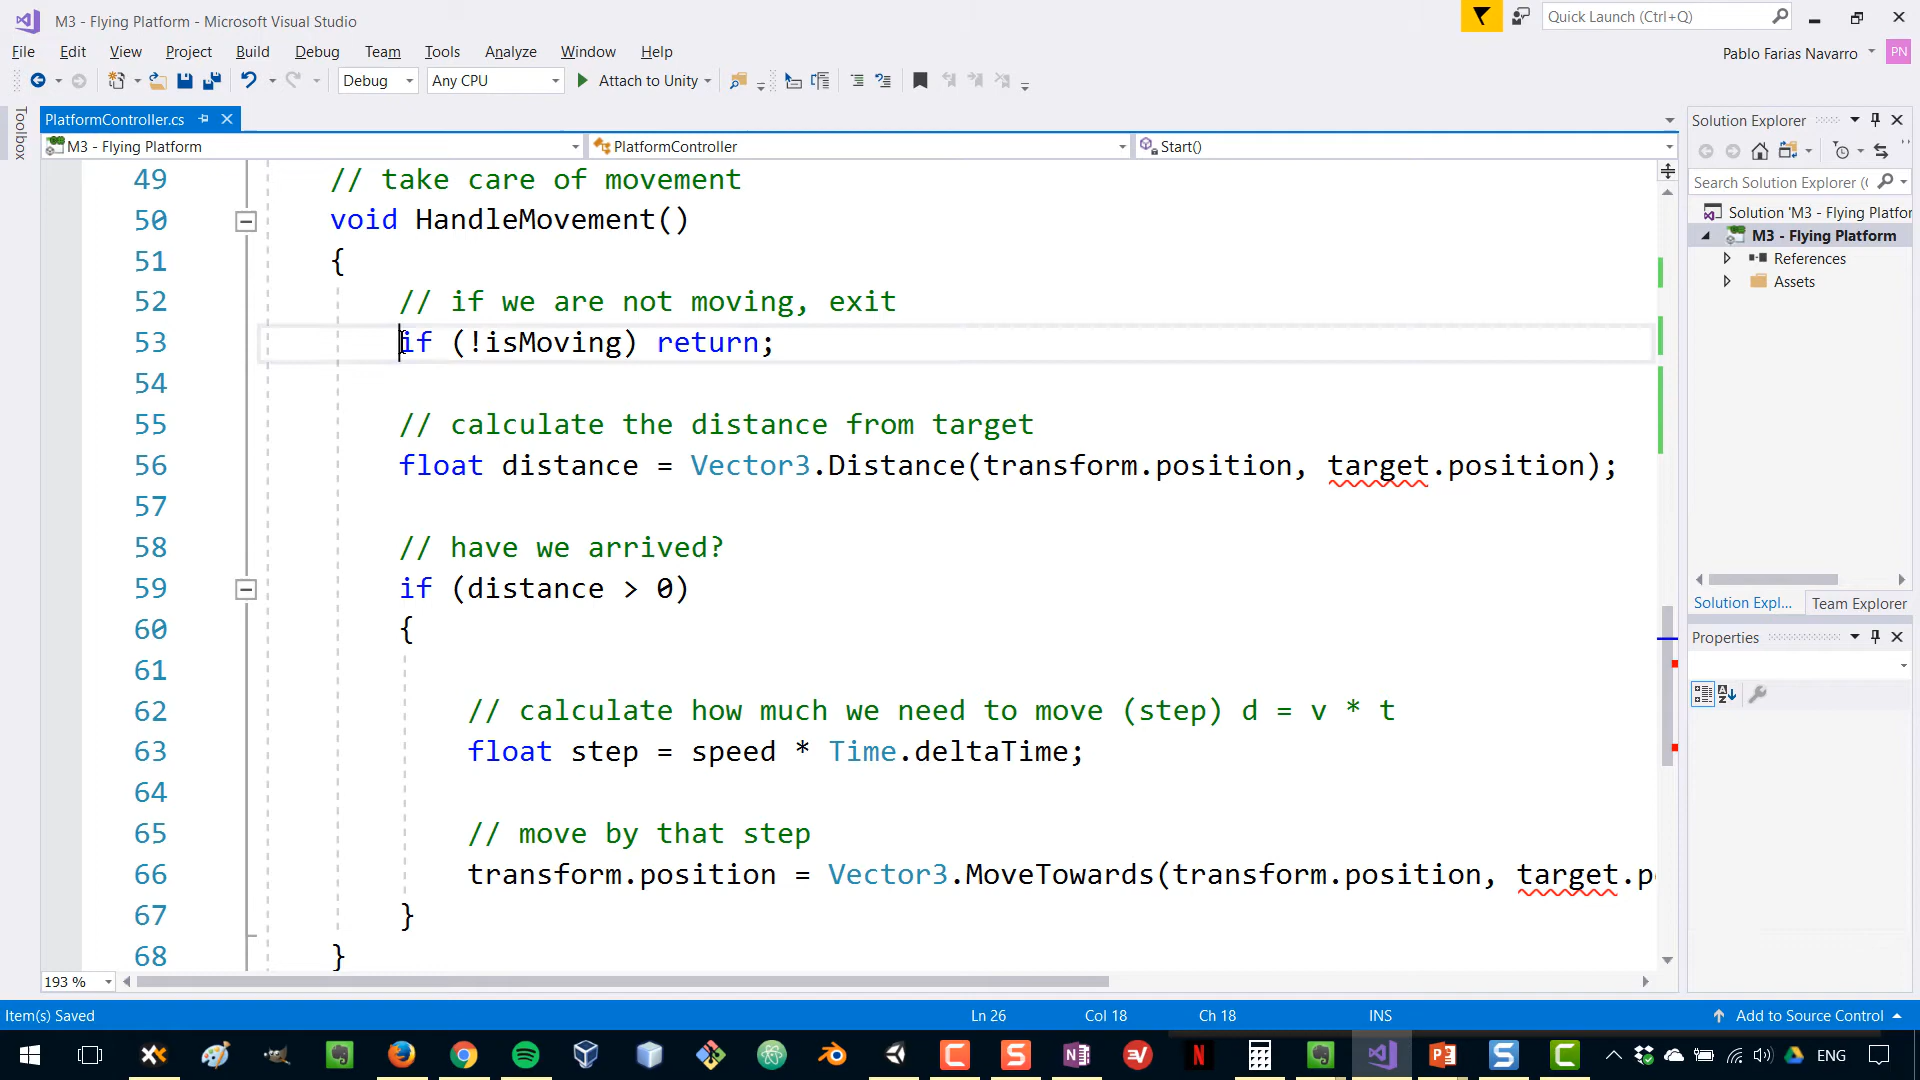 M3 - Flying Platform - Microsoft Visual Studio
Quick Launch (Ctrl+Q)
File Edit View Project Build Debug Team Tools Analyze Window Help
Pablo Farias Navarro PN
Debug Any CPU Attach to Unity
Toolbox
PlatformController.cs
M3 - Flying Platform PlatformController Start()
49 // take care of movement
50 void HandleMovement()
51 {
52 // if we are not moving, exit
53 if (!isMoving) return;
54
55 // calculate the distance from target
56 float distance = Vector3.Distance(transform.position, target.position);
57
58 // have we arrived?
59 if (distance > 0)
60 {
61
62 // calculate how much we need to move (step) d = v * t
63 float step = speed * Time.deltaTime;
64
65 // move by that step
66 transform.position = Vector3.MoveTowards(transform.position, target.p
67 }
68 }
193 %
Solution Explorer
Search Solution Explorer (
Solution 'M3 - Flying Platfor
M3 - Flying Platform
References
Assets
Solution Expl... Team Explorer
Properties
Item(s) Saved Ln 26 Col 18 Ch 18 INS Add to Source Control
ENG